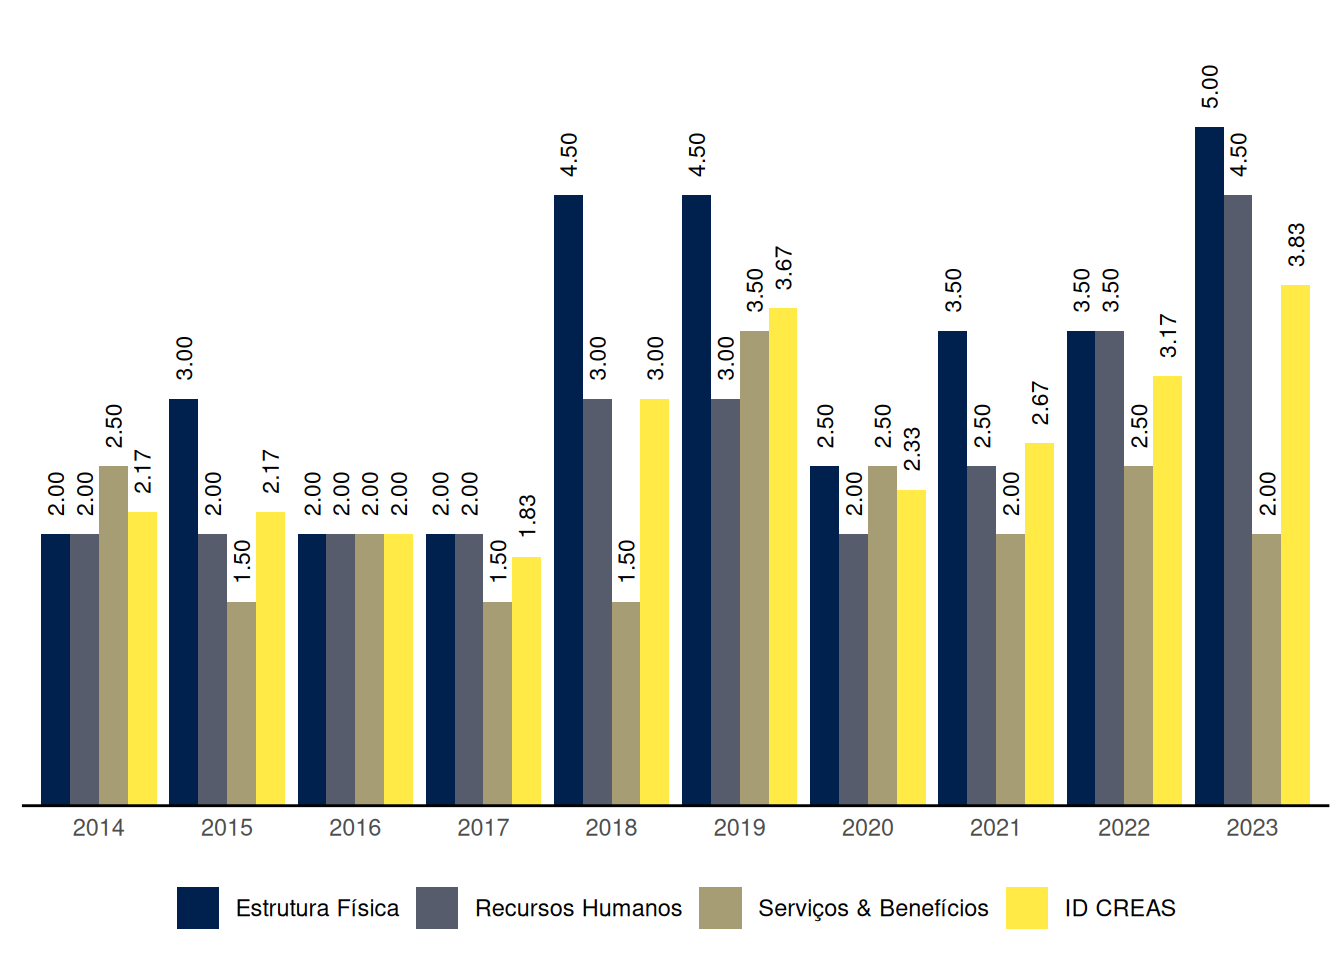 2.00 2.00 2.50 2.17
3.00 2.00 1.50 2.17
2.00 2.00 2.00 2.00
2.00 2.00 1.50 1.83
4.50 3.00 1.50 3.00
4.50 3.00 3.50 3.67
2.50 2.00 2.50 2.33
3.50 2.50 2.00 2.67
3.50 3.50 2.50 3.17
5.00 4.50 2.00 3.83
2014 2015 2016 2017 2018 2019 2020 2021 2022 2023
Estrutura Física Recursos Humanos Serviços & Benefícios ID CREAS